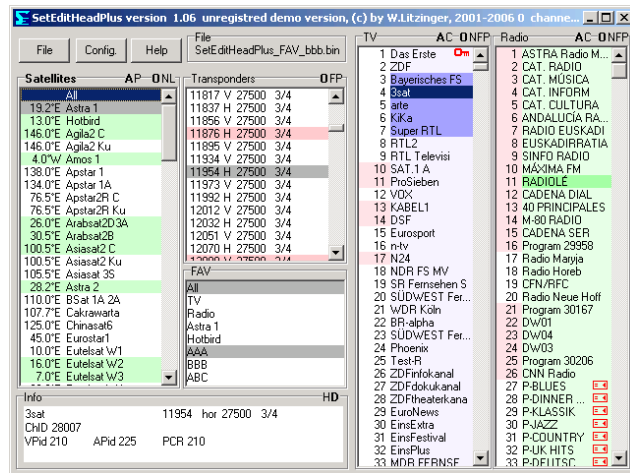 SetEditHeadPlus version 1.06 unregistred demo version, (c) by W.Litzinger, 2001-2006 0 channe...
File
Config.
Help
File
SetEditHeadPlus_FAV_bbb.bin
Satellites AP ONL
All
19.2°E Astra 1
13.0°E Hotbird
146.0°E Agila2 C
146.0°E Agila2 Ku
4.0°W Amos 1
138.0°E Apstar 1
134.0°E Apstar 1A
76.5°E Apstar2R C
76.5°E Apstar2R Ku
26.0°E Arabsat2D3A
30.5°E Arabsat2B
100.5°E Asiasat2 C
100.5°E Asiasat2 Ku
105.5°E Asiasat 3S
28.2°E Astra 2
110.0°E BSat 1A 2A
107.7°E Cakrawarta
125.0°E Chinasat6
45.0°E Eurostar1
10.0°E Eutelsat W1
16.0°E Eutelsat W2
7.0°E Eutelsat W3
Transponders OFP
11817 V 27500 3/4
11837 H 27500 3/4
11856 V 27500 3/4
11876 H 27500 3/4
11895 V 27500 3/4
11934 V 27500 3/4
11954 H 27500 3/4
11973 V 27500 3/4
11992 H 27500 3/4
12012 V 27500 3/4
12032 H 27500 3/4
12051 V 27500 3/4
12070 H 27500 3/4
12090 V 27500 3/4
FAV
All
TV
Radio
Astra 1
Hotbird
AAA
BBB
ABC
Info HD
3sat 11954 hor 27500 3/4
ChID 28007
VPid 210 APid 225 PCR 210
TV AC ONFP
1 Das Erste
2 ZDF
3 Bayerisches FS
4 3sat
5 arte
6 KiKa
7 Super RTL
8 RTL2
9 RTL Televisi
10 SAT.1 A
11 ProSieben
12 VOX
13 KABEL1
14 DSF
15 Eurosport
16 n-tv
17 N24
18 NDR FS MV
19 SR Fernsehen S
20 SÜDWEST Fer...
21 WDR Köln
22 BR-alpha
23 SÜDWEST Fer...
24 Phoenix
25 Test-R
26 ZDFinfokanal
27 ZDFdokukanal
28 ZDFtheaterkana
29 EuroNews
30 EinsExtra
31 EinsFestival
32 EinsPlus
33 MDR FERNSE
Radio AC ONFP
1 ASTRA Radio M...
2 CAT. RADIO
3 CAT. MÚSICA
4 CAT. INFORM
5 CAT. CULTURA
6 ANDALUCÍA RA...
7 RADIO EUSKADI
8 EUSKADIRRATIA
9 SINFO RADIO
10 MÁXIMA FM
11 RADIOLÉ
12 CADENA DIAL
13 40 PRINCIPALES
14 M-80 RADIO
15 CADENA SER
16 Program 29958
17 Radio Maryja
18 Radio Horeb
19 CFN/RFC
20 Radio Neue Hoff
21 Program 30167
22 DW01
23 DW04
24 DW03
25 Program 30206
26 CNN Radio
27 P-BLUES
28 P-DINNER ...
29 P-KLASSIK
30 P-JAZZ
31 P-COUNTRY
32 P-UK HITS
33 P-DEUTSC